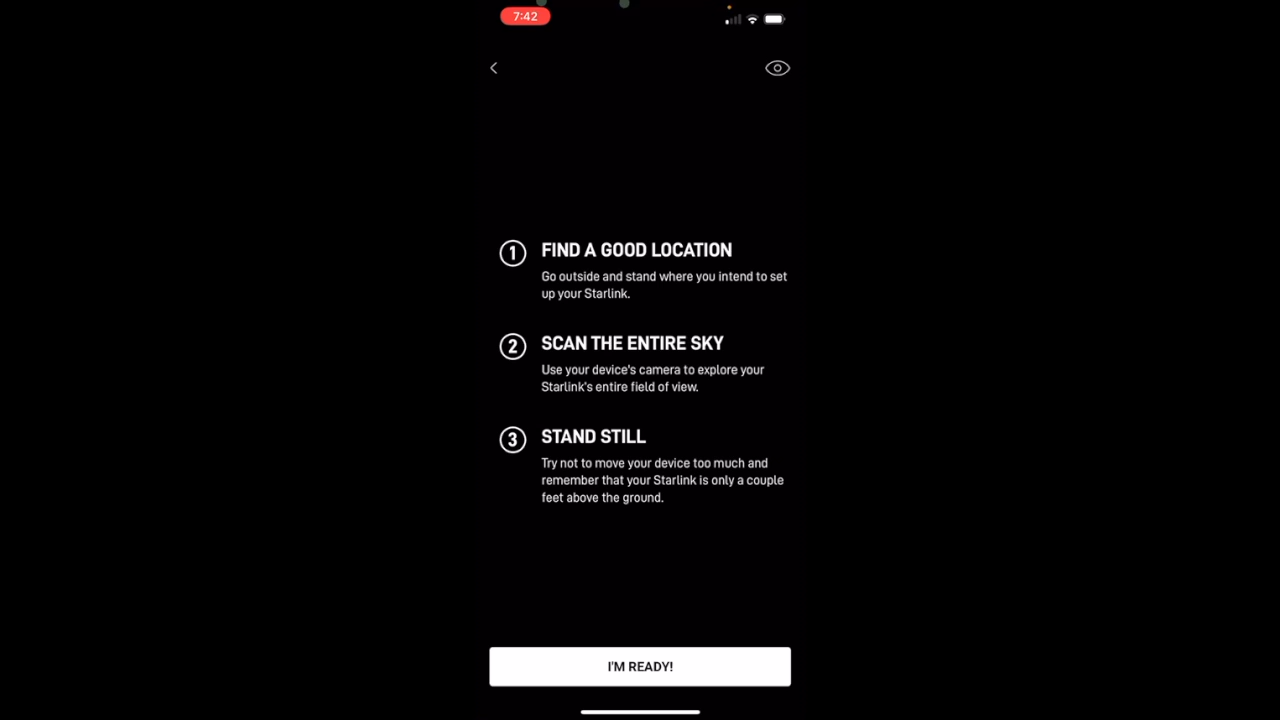 7:42
1 FIND A GOOD LOCATION
Go outside and stand where you intend to set
up your Starlink.
2 SCAN THE ENTIRE SKY
Use your device's camera to explore your
Starlink's entire field of view.
3 STAND STILL
Try not to move your device too much and
remember that your Starlink is only a couple
feet above the ground.
I'M READY!